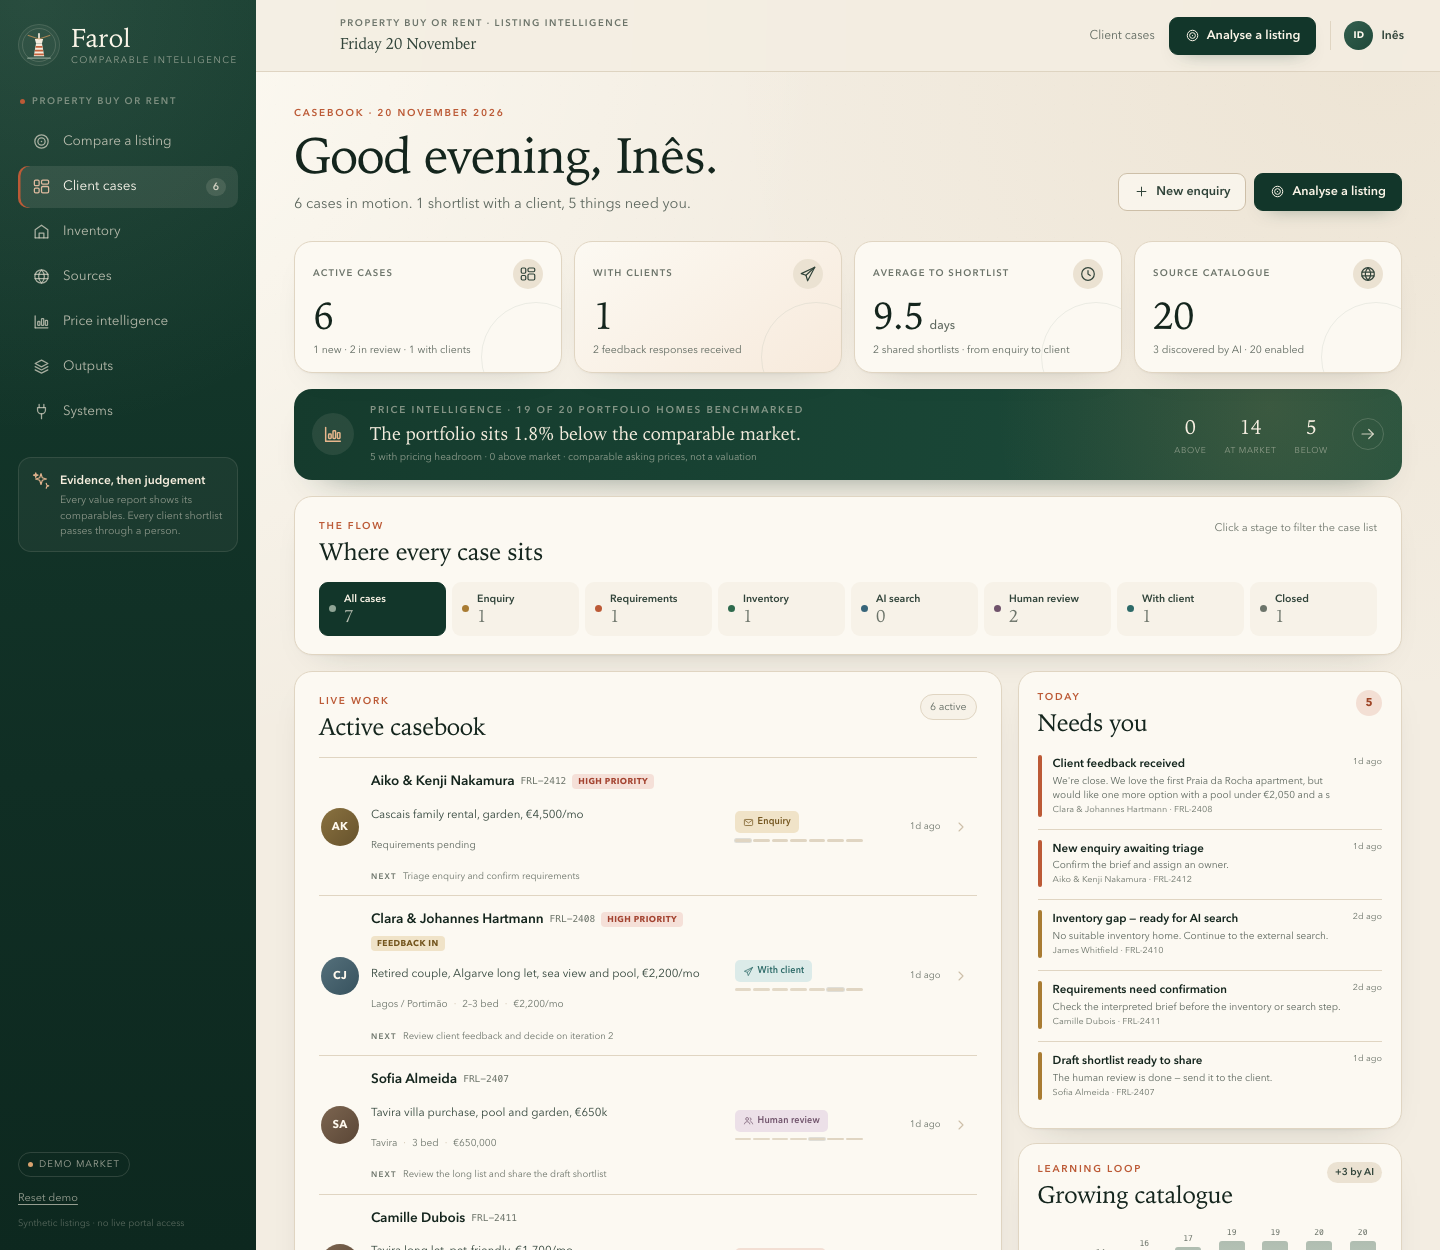 Farol
COMPARABLE INTELLIGENCE
PROPERTY BUY OR RENT
Compare a listing
Client cases 6
Inventory
Sources
Price intelligence
Outputs
Systems
Evidence, then judgement
Every value report shows its
comparables. Every client shortlist
passes through a person.
DEMO MARKET
Reset demo
Synthetic listings · no live portal access
PROPERTY BUY OR RENT · LISTING INTELLIGENCE
Friday 20 November
Client cases
Analyse a listing
ID Inês
CASEBOOK · 20 NOVEMBER 2026
Good evening, Inês.
6 cases in motion. 1 shortlist with a client, 5 things need you.
New enquiry
Analyse a listing
ACTIVE CASES
6
1 new · 2 in review · 1 with clients
WITH CLIENTS
1
2 feedback responses received
AVERAGE TO SHORTLIST
9.5 days
2 shared shortlists · from enquiry to client
SOURCE CATALOGUE
20
3 discovered by AI · 20 enabled
PRICE INTELLIGENCE · 19 OF 20 PORTFOLIO HOMES BENCHMARKED
The portfolio sits 1.8% below the comparable market.
5 with pricing headroom · 0 above market · comparable asking prices, not a valuation
0
ABOVE
14
AT MARKET
5
BELOW
THE FLOW
Where every case sits
Click a stage to filter the case list
All cases
7
Enquiry
1
Requirements
1
Inventory
1
AI search
0
Human review
2
With client
1
Closed
1
LIVE WORK
Active casebook
6 active
Aiko & Kenji Nakamura FRL-2412 HIGH PRIORITY
AK
Cascais family rental, garden, €4,500/mo
Requirements pending
NEXT Triage enquiry and confirm requirements
Enquiry
1d ago
Clara & Johannes Hartmann FRL-2408 HIGH PRIORITY
FEEDBACK IN
CJ
Retired couple, Algarve long let, sea view and pool, €2,200/mo
Lagos / Portimão · 2–3 bed · €2,200/mo
NEXT Review client feedback and decide on iteration 2
With client
1d ago
Sofia Almeida FRL-2407
SA
Tavira villa purchase, pool and garden, €650k
Tavira · 3 bed · €650,000
NEXT Review the long list and share the draft shortlist
Human review
1d ago
Camille Dubois FRL-2411
Tavira long let, pet friendly, €1,700/mo
TODAY
Needs you
5
Client feedback received 1d ago
We're close. We love the first Praia da Rocha apartment, but
would like one more option with a pool under €2,050 and a s
Clara & Johannes Hartmann · FRL-2408
New enquiry awaiting triage 1d ago
Confirm the brief and assign an owner.
Aiko & Kenji Nakamura · FRL-2412
Inventory gap — ready for AI search 2d ago
No suitable inventory home. Continue to the external search.
James Whitfield · FRL-2410
Requirements need confirmation 2d ago
Check the interpreted brief before the inventory or search step.
Camille Dubois · FRL-2411
Draft shortlist ready to share 1d ago
The human review is done — send it to the client.
Sofia Almeida · FRL-2407
LEARNING LOOP
Growing catalogue
+3 by AI
16 17 19 19 20 20